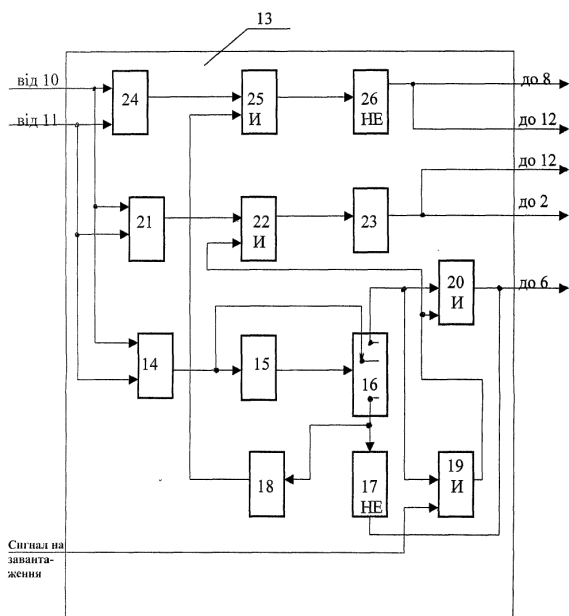 13
від 10
24
25
И
26
НЕ
до 8
від 11
до 12
до 12
21
22
И
23
до 2
20
И
до 6
14
15
16
18
17
НЕ
19
И
Сигнал на
заванта-
ження